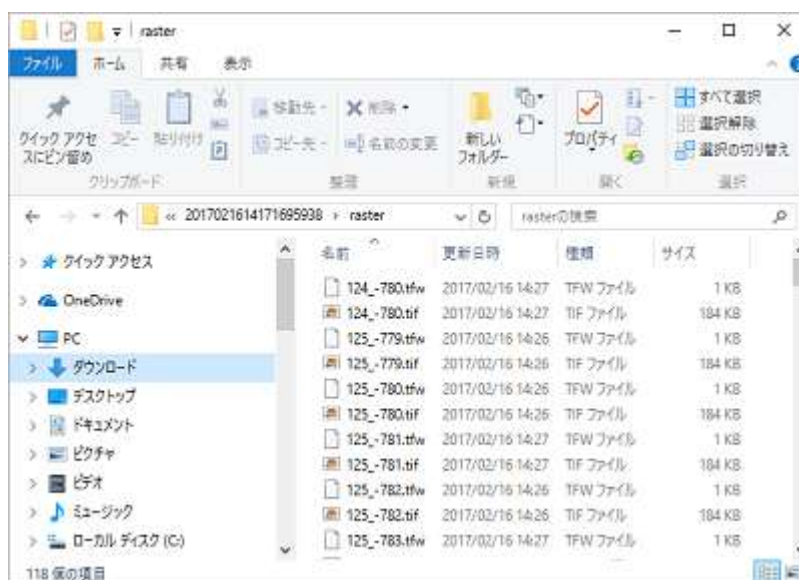 raster
ファイル ホーム 共有 表示
クイック アクセスにピン留め
コピー
貼り付け
移動先
コピー先
削除
名前の変更
新しいフォルダー
プロパティ
すべて選択
選択解除
選択の切り替え
クリップボード 整理 新規 開く 選択
« 2017021614171695938 › raster
rasterの検索
クイック アクセス
OneDrive
PC
ダウンロード
デスクトップ
ドキュメント
ピクチャ
ビデオ
ミュージック
ローカル ディスク (C:)
名前 更新日時 種類 サイズ
124_-780.tfw 2017/02/16 14:27 TFW ファイル 1 KB
124_-780.tif 2017/02/16 14:27 TIF ファイル 184 KB
125_-779.tfw 2017/02/16 14:26 TFW ファイル 1 KB
125_-779.tif 2017/02/16 14:26 TIF ファイル 184 KB
125_-780.tfw 2017/02/16 14:26 TFW ファイル 1 KB
125_-780.tif 2017/02/16 14:26 TIF ファイル 184 KB
125_-781.tfw 2017/02/16 14:27 TFW ファイル 1 KB
125_-781.tif 2017/02/16 14:27 TIF ファイル 184 KB
125_-782.tfw 2017/02/16 14:26 TFW ファイル 1 KB
125_-782.tif 2017/02/16 14:26 TIF ファイル 184 KB
125_-783.tfw 2017/02/16 14:27 TFW ファイル 1 KB
118 個の項目